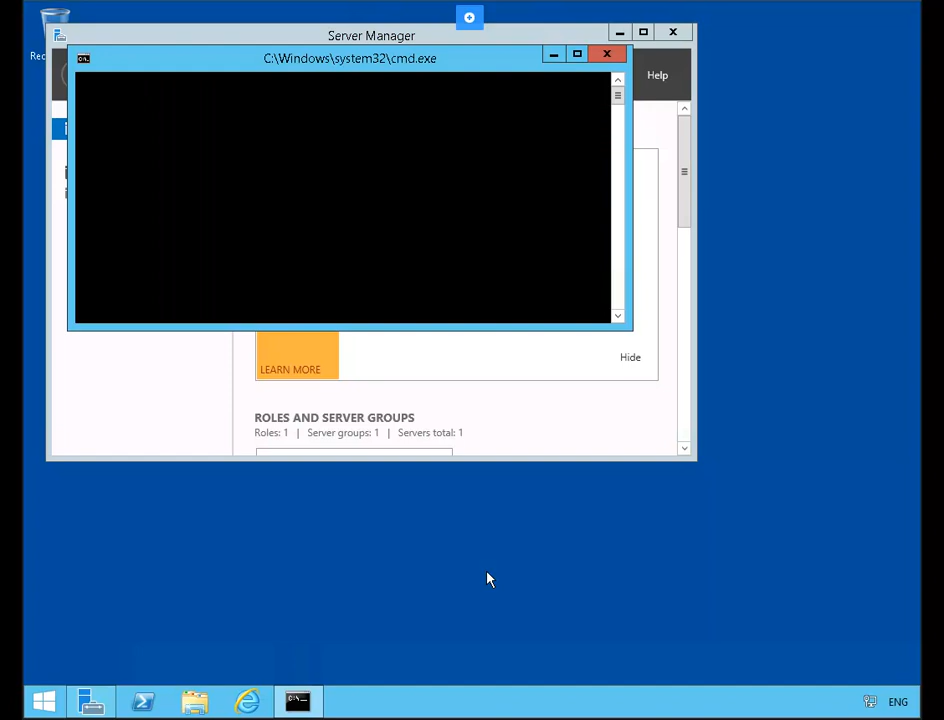 Server Manager
C:\Windows\system32\cmd.exe
Help
LEARN MORE
Hide
ROLES AND SERVER GROUPS
Roles: 1 | Server groups: 1 | Servers total: 1
ENG